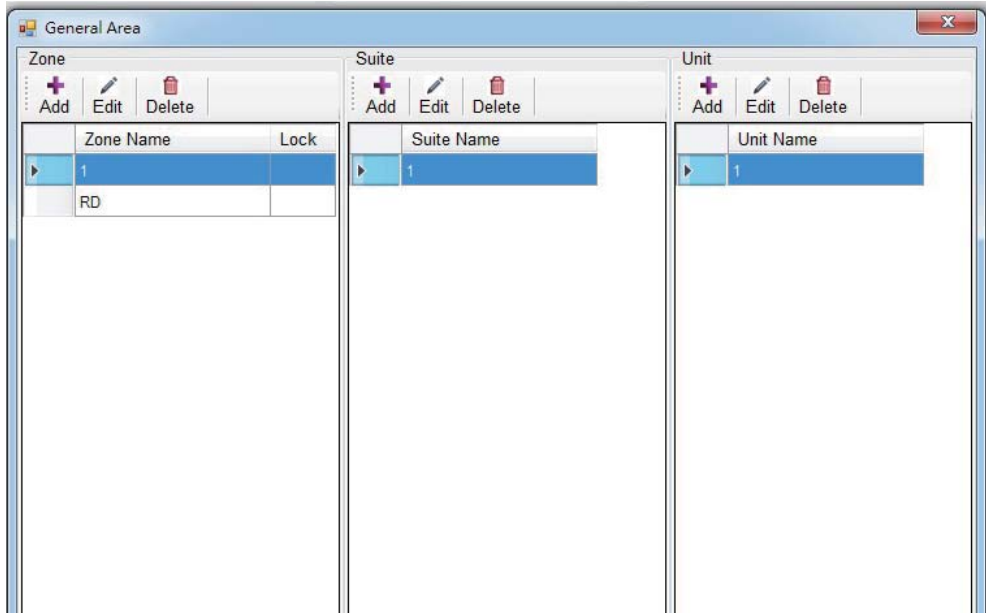 General Area
Zone Suite Unit
Add Edit Delete Add Edit Delete Add Edit Delete
Zone Name Lock Suite Name Unit Name
1 1 1
RD